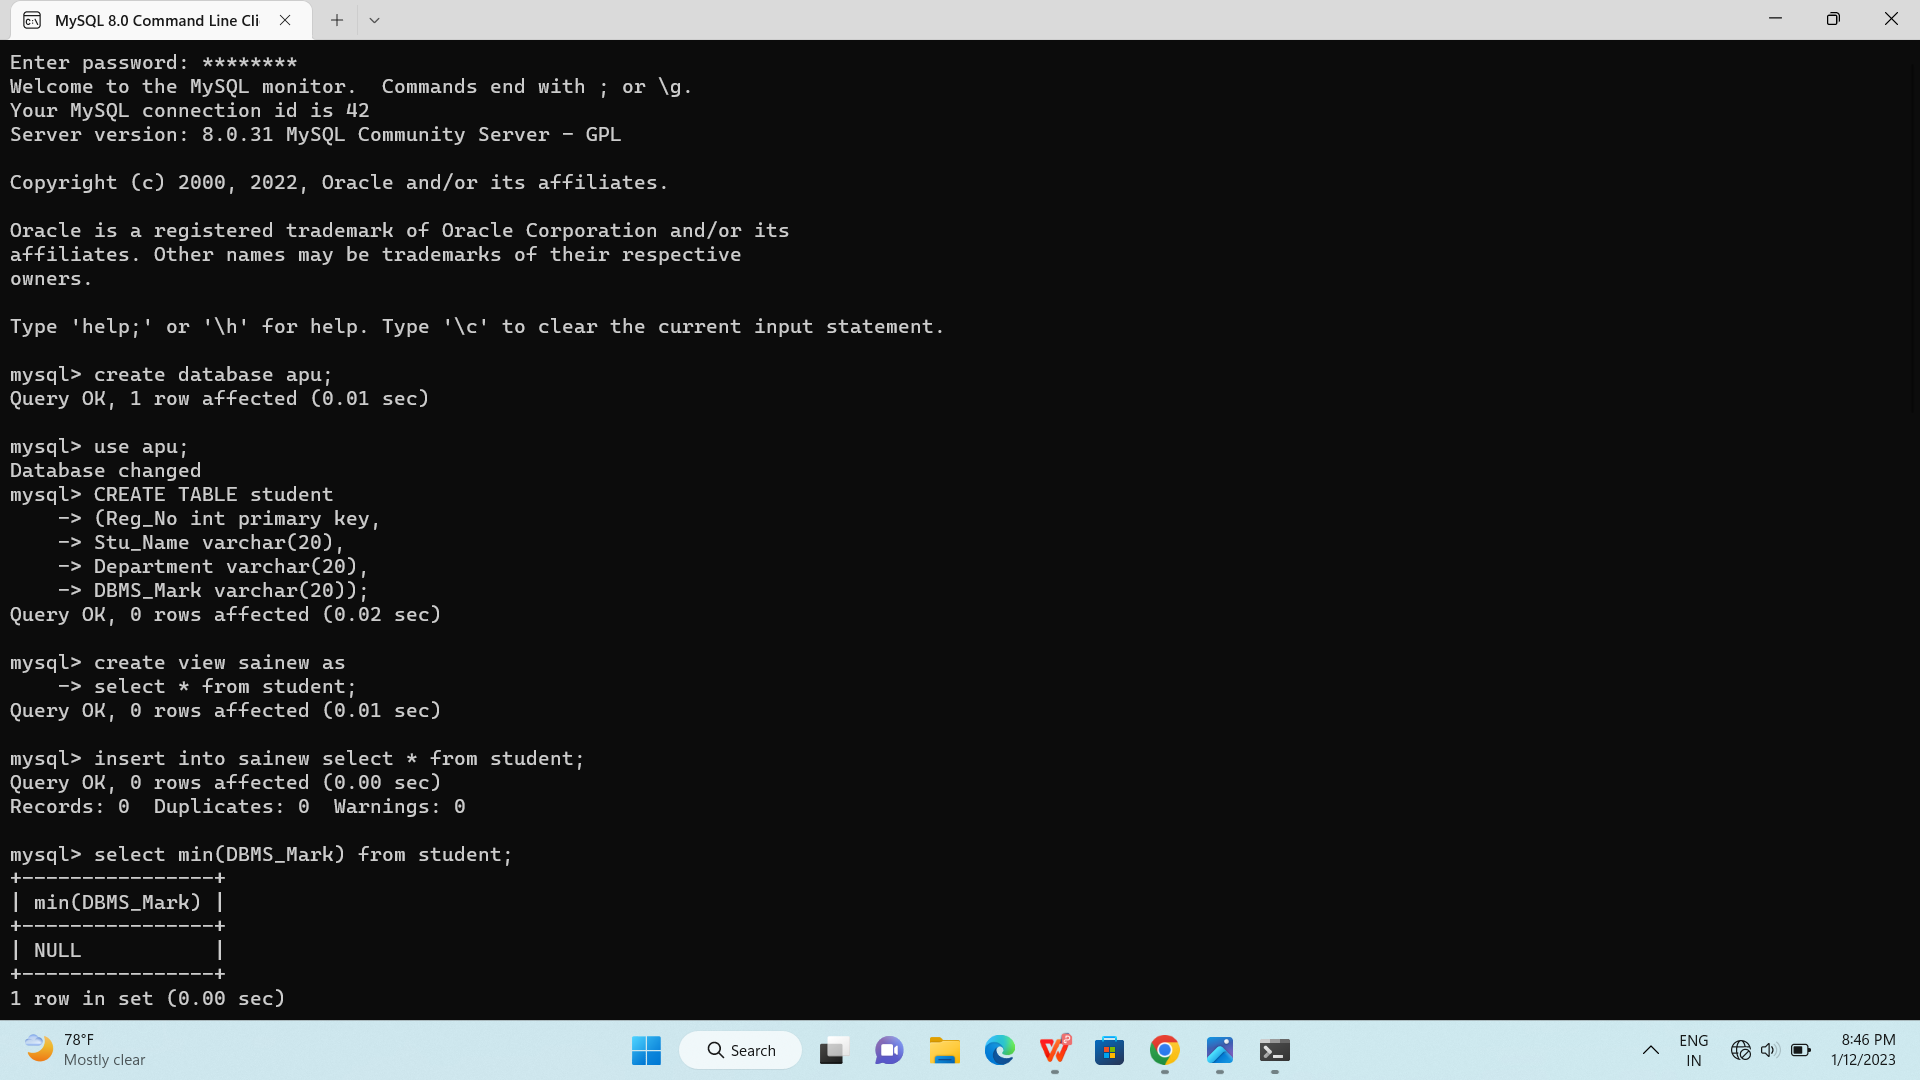 MySQL 8.0 Command Line Cli
Enter password: ********
Welcome to the MySQL monitor.  Commands end with ; or \g.
Your MySQL connection id is 42
Server version: 8.0.31 MySQL Community Server - GPL
Copyright (c) 2000, 2022, Oracle and/or its affiliates.
Oracle is a registered trademark of Oracle Corporation and/or its
affiliates. Other names may be trademarks of their respective
owners.
Type 'help;' or '\h' for help. Type '\c' to clear the current input statement.
mysql> create database apu;
Query OK, 1 row affected (0.01 sec)
mysql> use apu;
Database changed
mysql> CREATE TABLE student
    -> (Reg_No int primary key,
    -> Stu_Name varchar(20),
    -> Department varchar(20),
    -> DBMS_Mark varchar(20));
Query OK, 0 rows affected (0.02 sec)
mysql> create view sainew as
    -> select * from student;
Query OK, 0 rows affected (0.01 sec)
mysql> insert into sainew select * from student;
Query OK, 0 rows affected (0.00 sec)
Records: 0  Duplicates: 0  Warnings: 0
mysql> select min(DBMS_Mark) from student;
+----------------+
| min(DBMS_Mark) |
+----------------+
| NULL           |
+----------------+
1 row in set (0.00 sec)
78°F
Mostly clear
Search
ENG
IN
8:46 PM
1/12/2023